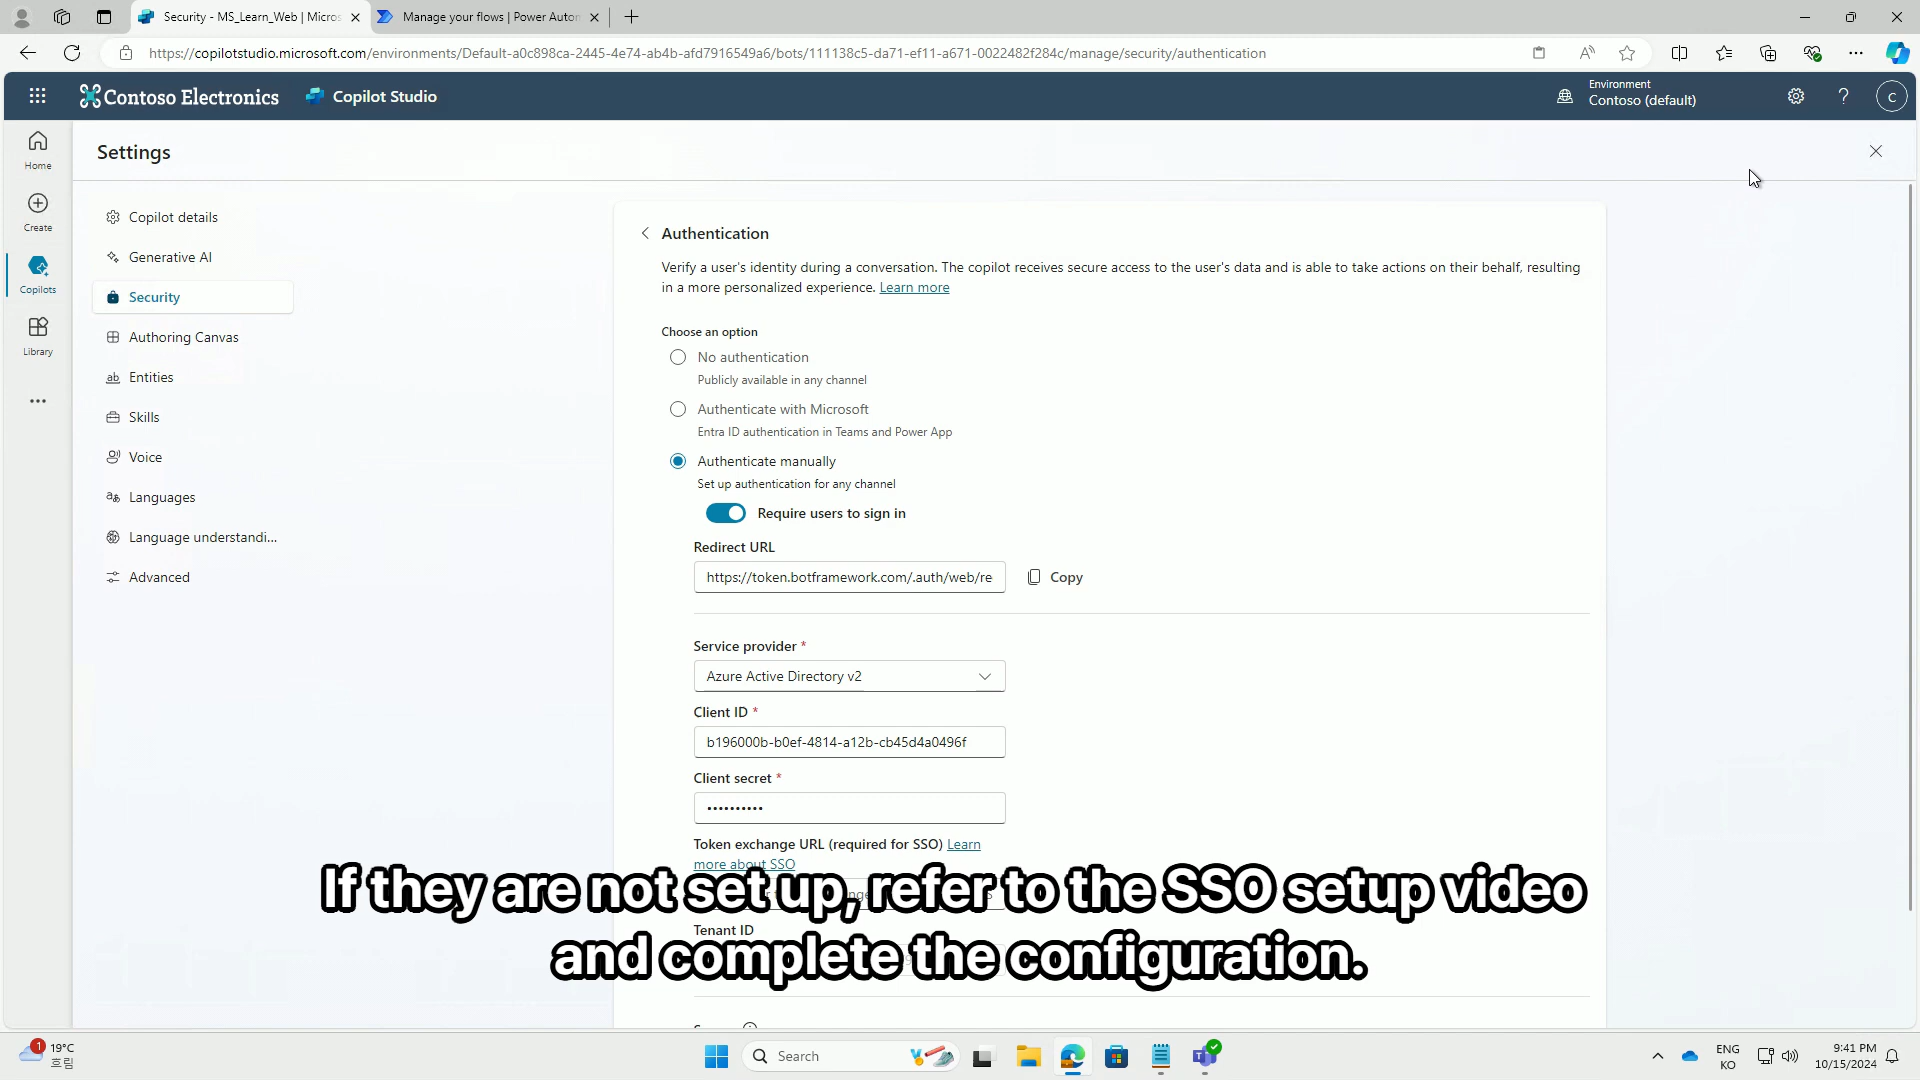 Security - MS_Learn_Web | Micros
Manage your flows | Power Autom
https://copilotstudio.microsoft.com/environments/Default-a0c898ca-2445-4e74-ab4b-afd7916549a6/bots/111138c5-da71-ef11-a671-0022482f284c/manage/security/authentication
Contoso Electronics
Copilot Studio
Environment
Contoso (default)
C
Home
Create
Copilots
Library
Settings
Copilot details
Generative AI
Security
Authoring Canvas
Entities
Skills
Voice
Languages
Language understandi...
Advanced
Authentication
Verify a user's identity during a conversation. The copilot receives secure access to the user's data and is able to take actions on their behalf, resulting
in a more personalized experience. Learn more
Choose an option
No authentication
Publicly available in any channel
Authenticate with Microsoft
Entra ID authentication in Teams and Power App
Authenticate manually
Set up authentication for any channel
Require users to sign in
Redirect URL
https://token.botframework.com/.auth/web/re
Copy
Service provider *
Azure Active Directory v2
Client ID *
b196000b-b0ef-4814-a12b-cb45d4a0496f
Client secret *
••••••••••
Token exchange URL (required for SSO) Learn
more about SSO
Tenant ID
If they are not set up, refer to the SSO setup video
and complete the configuration.
1
19°C
흐림
Search
ENG
KO
9:41 PM
10/15/2024